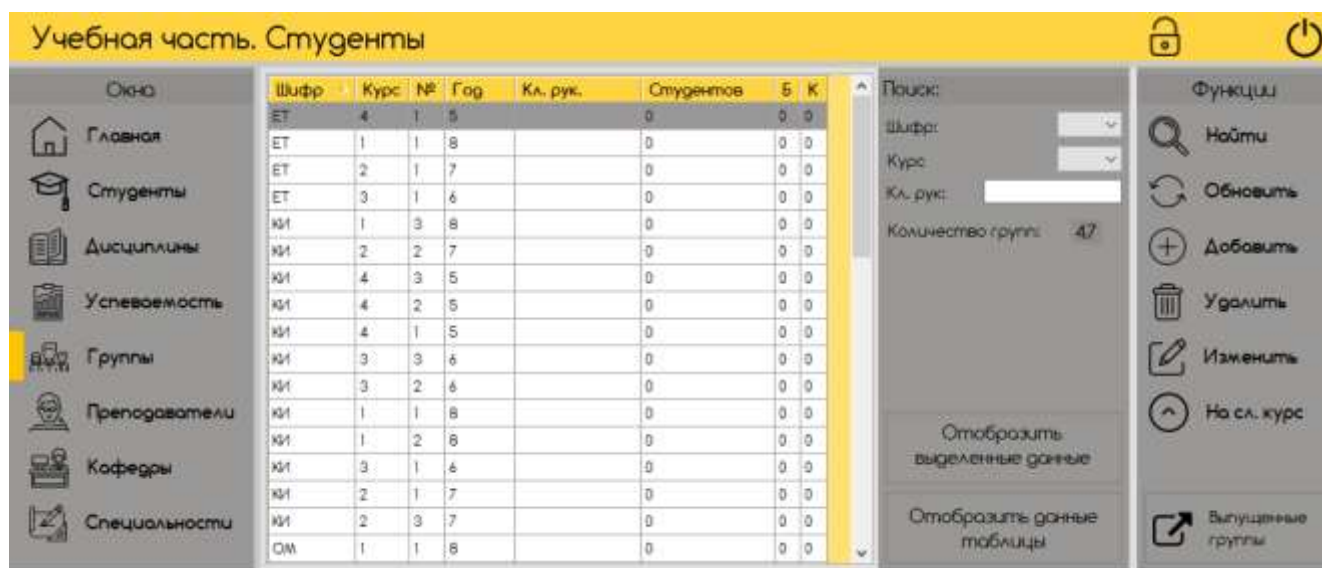 Учебная часть. Студенты
Окна
Главная
Студенты
Дисциплины
Успеваемость
Группы
Преподаватели
Кафедры
Специальности
Шифр Курс № Год Кл. рук. Студентов Б К
ЕТ 4 1 5 0 0 0
ЕТ 1 1 8 0 0 0
ЕТ 2 1 7 0 0 0
ЕТ 3 1 6 0 0 0
КИ 1 3 8 0 0 0
КИ 2 2 7 0 0 0
КИ 4 3 5 0 0 0
КИ 4 2 5 0 0 0
КИ 4 1 5 0 0 0
КИ 3 3 6 0 0 0
КИ 3 2 6 0 0 0
КИ 1 1 8 0 0 0
КИ 1 2 8 0 0 0
КИ 3 1 6 0 0 0
КИ 2 1 7 0 0 0
КИ 2 3 7 0 0 0
ОМ 1 1 8 0 0 0
Поиск:
Шифр:
Курс
Кл. рук:
Количество групп: 47
Отобразить
выделенные данные
Отобразить данные
таблицы
Функции
Найти
Обновить
Добавить
Удалить
Изменить
На сл. курс
Выпущенные
группы